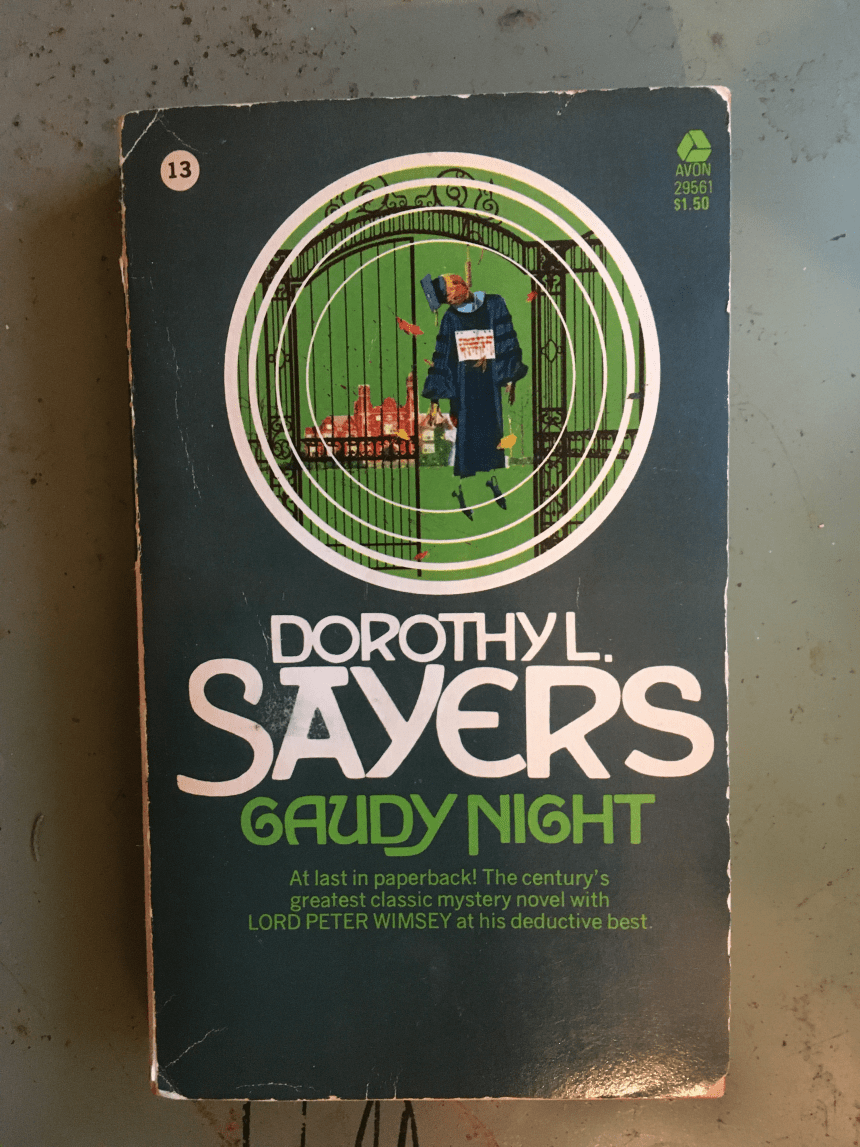 13
AVON
29561
$1.50
DOROTHY L.
SAYERS
GAUDY NIGHT
At last in paperback! The century's
greatest classic mystery novel with
LORD PETER WIMSEY at his deductive best.